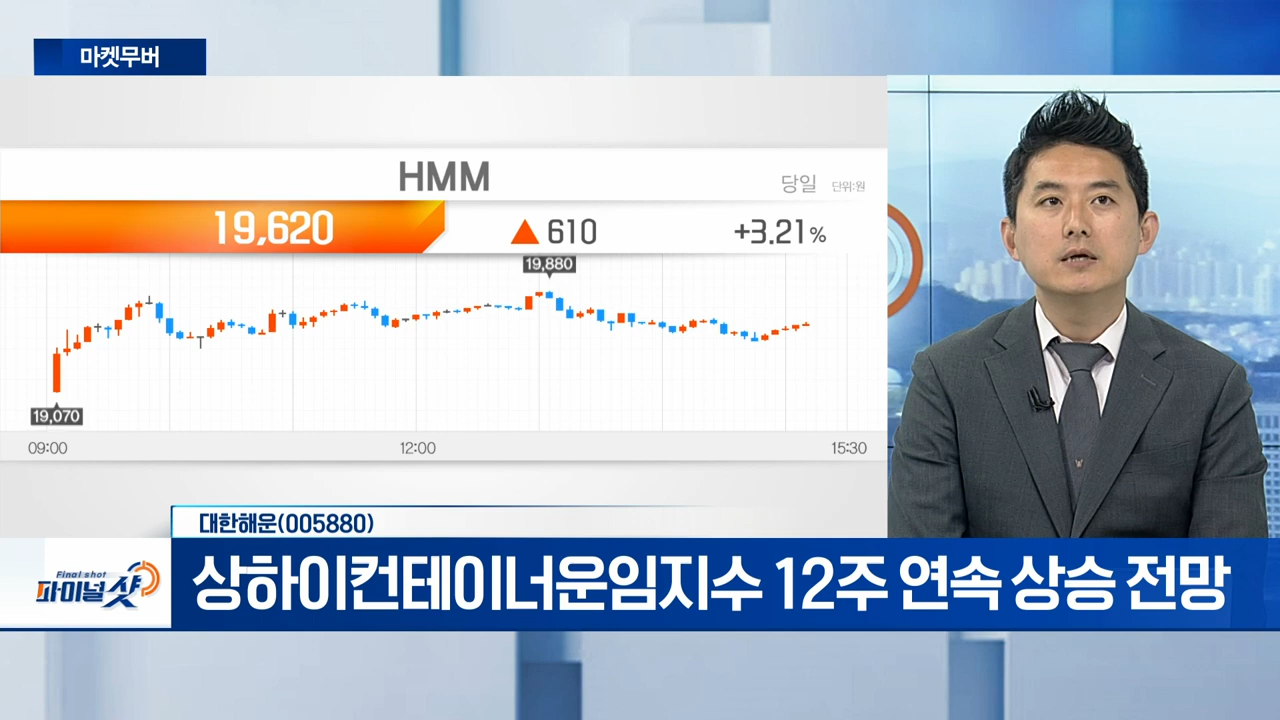 마켓무버
HMM
당일 단위:원
19,620 ▲ 610 +3.21%
19,880
19,070
09:00 12:00 15:30
대한해운(005880)
Final shot
파이널샷
상하이컨테이너운임지수 12주 연속 상승 전망